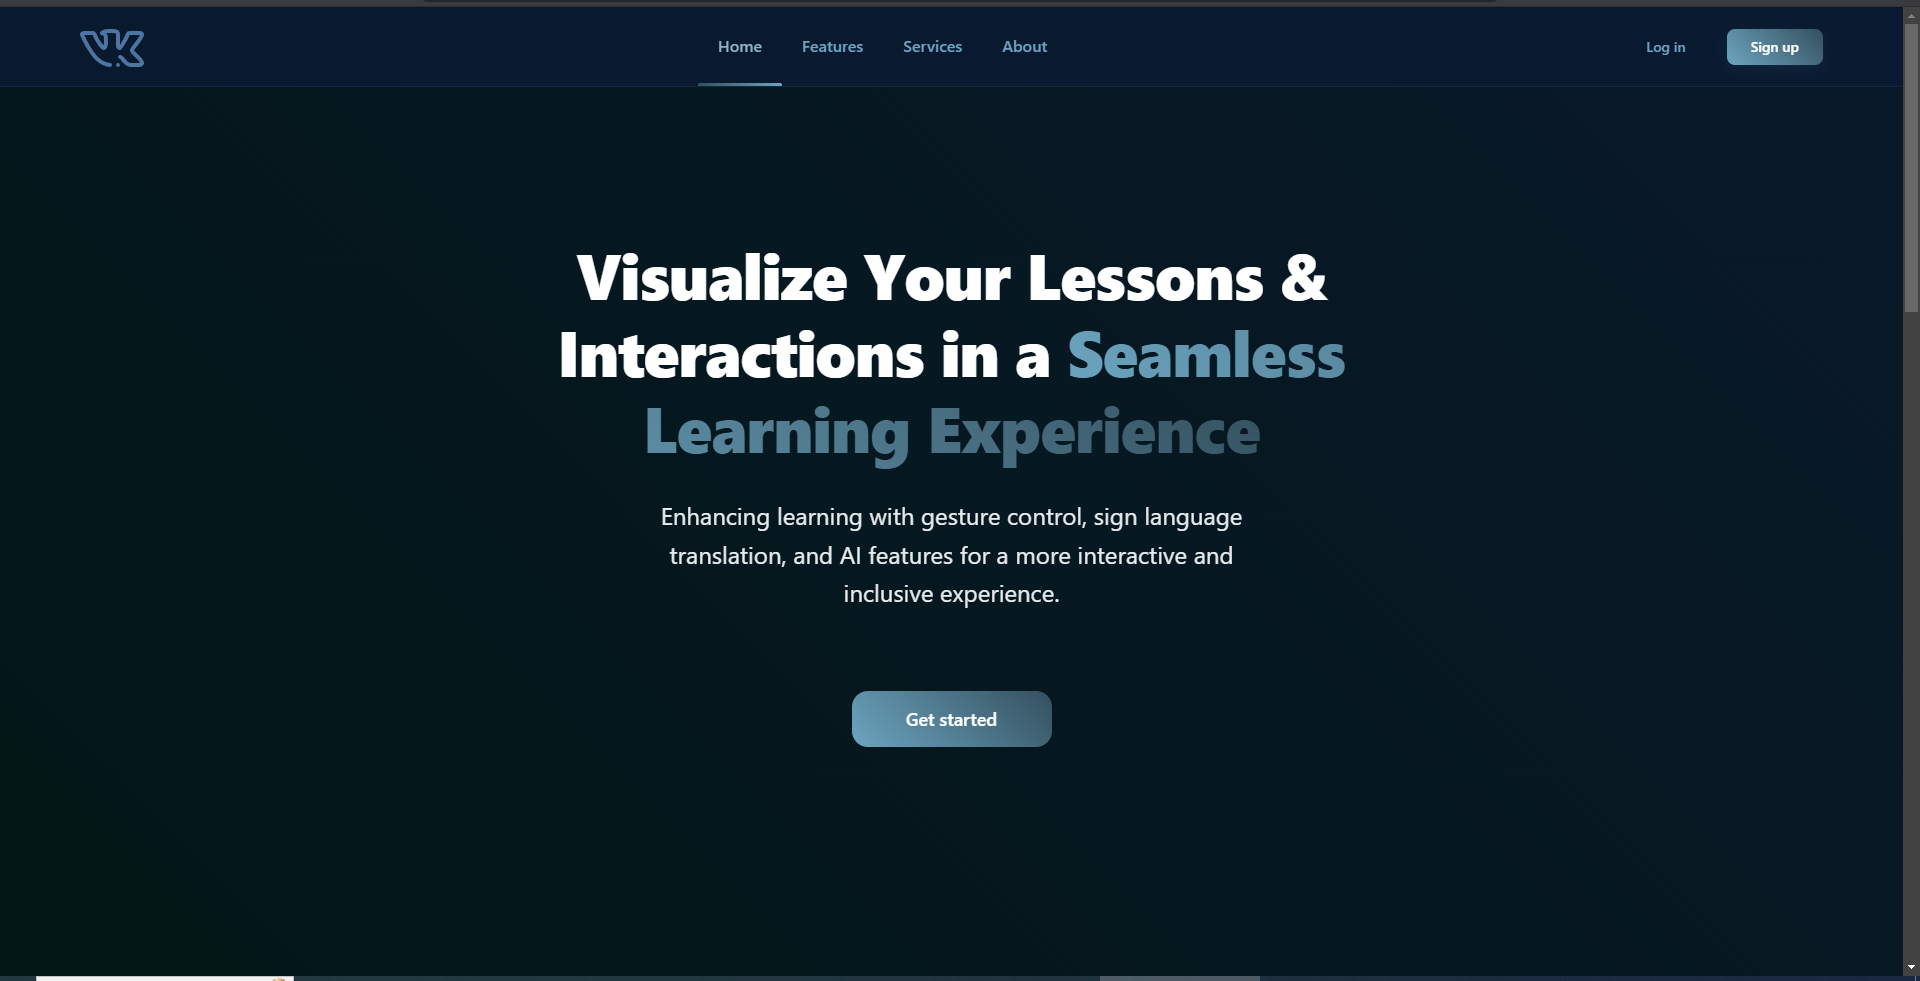 VK
Home
Features
Services
About
Log in
Sign up
Visualize Your Lessons &
Interactions in a Seamless
Learning Experience
Enhancing learning with gesture control, sign language
translation, and AI features for a more interactive and
inclusive experience.
Get started